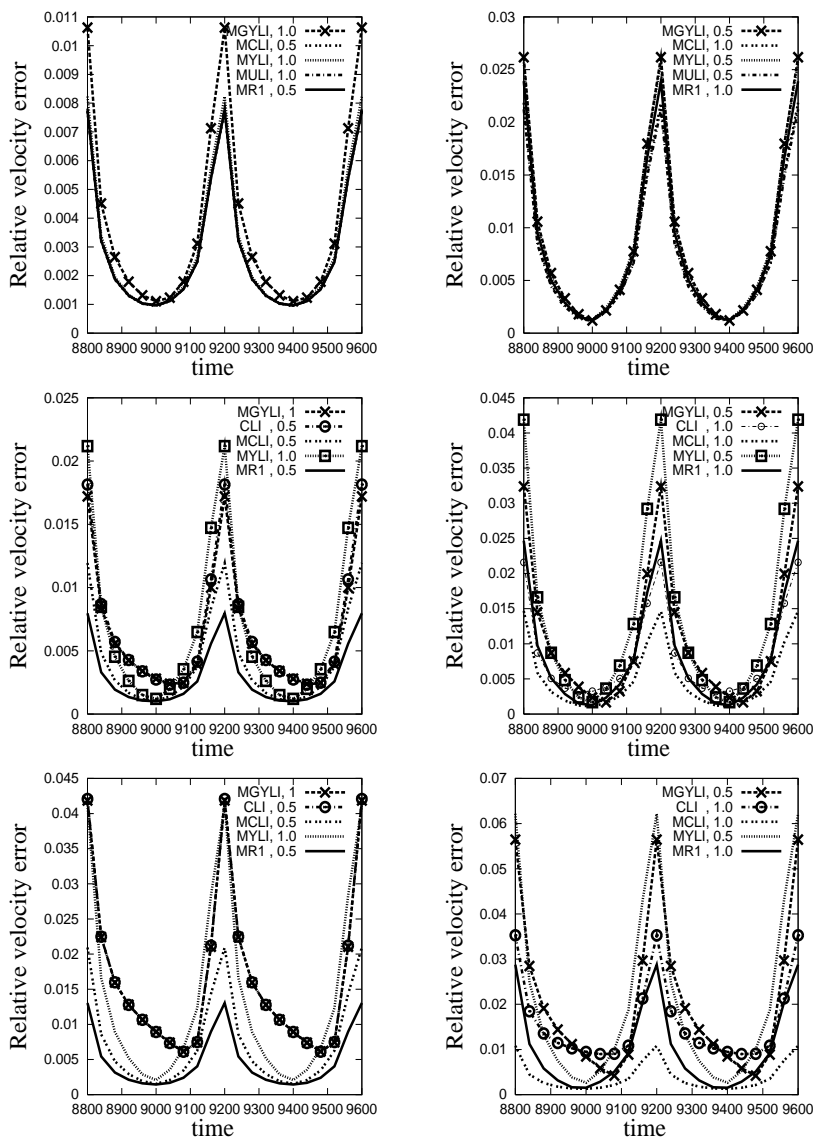 Relative velocity error
0.011
0.01
0.009
0.008
0.007
0.006
0.005
0.004
0.003
0.002
0.001
0
8800 8900 9000 9100 9200 9300 9400 9500 9600
time
MGYLI, 1.0
MCLI, 0.5
MYLI, 1.0
MULI, 1.0
MR1 , 0.5
Relative velocity error
0.03
0.025
0.02
0.015
0.01
0.005
0
8800 8900 9000 9100 9200 9300 9400 9500 9600
time
MGYLI, 0.5
MCLI, 1.0
MYLI, 0.5
MULI, 0.5
MR1 , 1.0
Relative velocity error
0.025
0.02
0.015
0.01
0.005
0
8800 8900 9000 9100 9200 9300 9400 9500 9600
time
MGYLI, 1
CLI , 0.5
MCLI, 0.5
MYLI, 1.0
MR1 , 0.5
Relative velocity error
0.045
0.04
0.035
0.03
0.025
0.02
0.015
0.01
0.005
0
8800 8900 9000 9100 9200 9300 9400 9500 9600
time
MGYLI, 0.5
CLI , 1.0
MCLI, 1.0
MYLI, 0.5
MR1 , 1.0
Relative velocity error
0.045
0.04
0.035
0.03
0.025
0.02
0.015
0.01
0.005
0
8800 8900 9000 9100 9200 9300 9400 9500 9600
time
MGYLI, 1
CLI , 0.5
MCLI, 0.5
MYLI, 1.0
MR1 , 0.5
Relative velocity error
0.07
0.06
0.05
0.04
0.03
0.02
0.01
0
8800 8900 9000 9100 9200 9300 9400 9500 9600
time
MGYLI, 0.5
CLI , 1.0
MCLI, 1.0
MYLI, 0.5
MR1 , 1.0